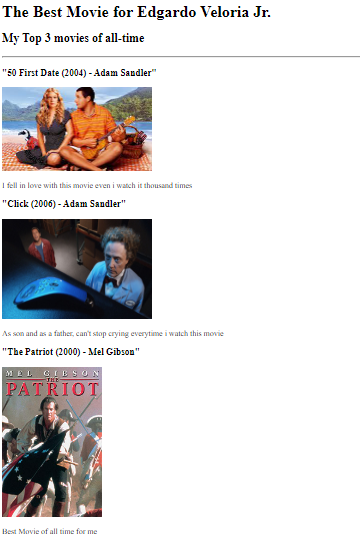 The Best Movie for Edgardo Veloria Jr.
My Top 3 movies of all-time
"50 First Date (2004) - Adam Sandler"
I fell in love with this movie even i watch it thousand times
"Click (2006) - Adam Sandler"
As son and as a father, can't stop crying everytime i watch this movie
"The Patriot (2000) - Mel Gibson"
MEL GIBSON
THE
PATRIOT
Best Movie of all time for me